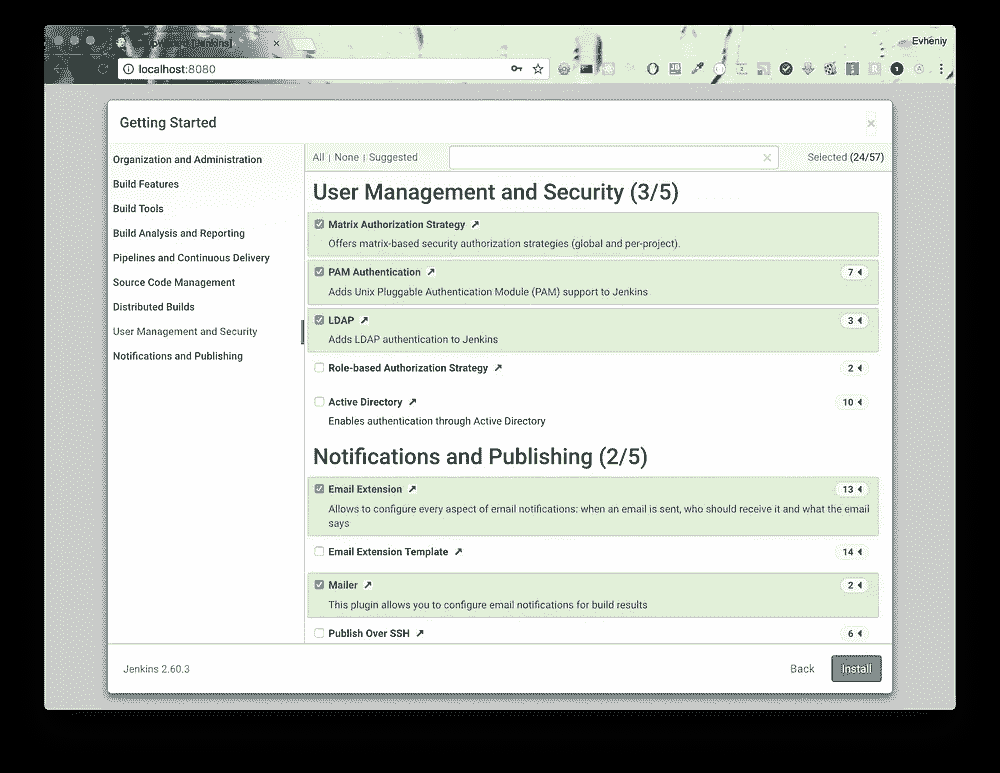 [Jenkins]
Evheniy
localhost:8080
Getting Started
Organization and Administration
Build Features
Build Tools
Build Analysis and Reporting
Pipelines and Continuous Delivery
Source Code Management
Distributed Builds
User Management and Security
Notifications and Publishing
All | None | Suggested
Selected (24/57)
User Management and Security (3/5)
Matrix Authorization Strategy
Offers matrix-based security authorization strategies (global and per-project).
PAM Authentication 7
Adds Unix Pluggable Authentication Module (PAM) support to Jenkins
LDAP 3
Adds LDAP authentication to Jenkins
Role-based Authorization Strategy 2
Active Directory 10
Enables authentication through Active Directory
Notifications and Publishing (2/5)
Email Extension 13
Allows to configure every aspect of email notifications: when an email is sent, who should receive it and what the email
says
Email Extension Template 14
Mailer 2
This plugin allows you to configure email notifications for build results
Publish Over SSH 6
Jenkins 2.60.3
Back
Install